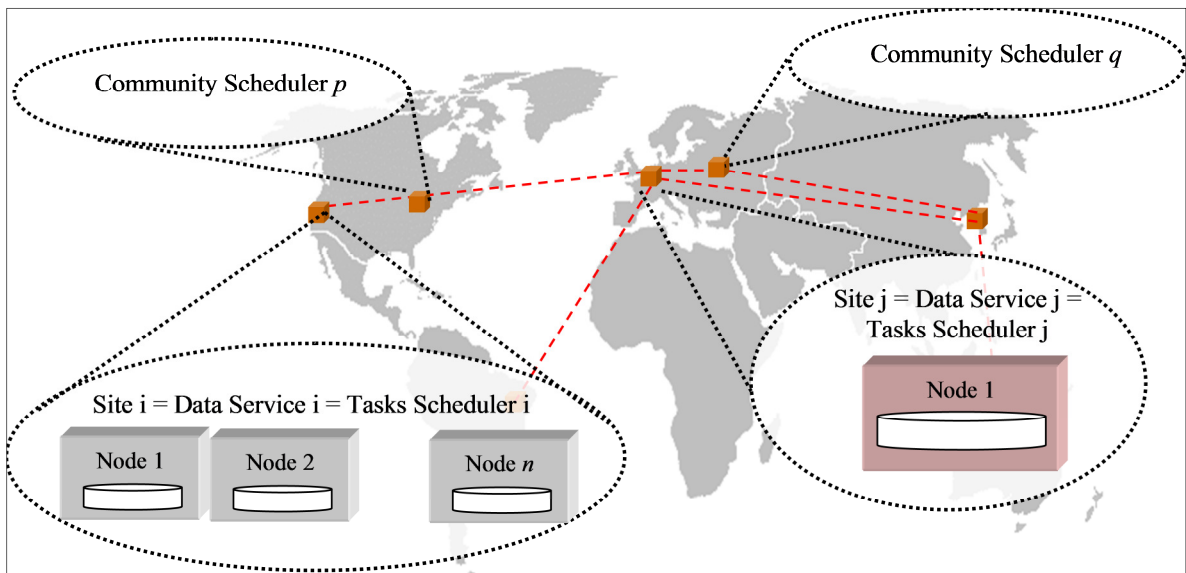 Community Scheduler p
Community Scheduler q
Site j = Data Service j =
Tasks Scheduler j
Node 1
Site i = Data Service i = Tasks Scheduler i
Node 1
Node 2
Node n